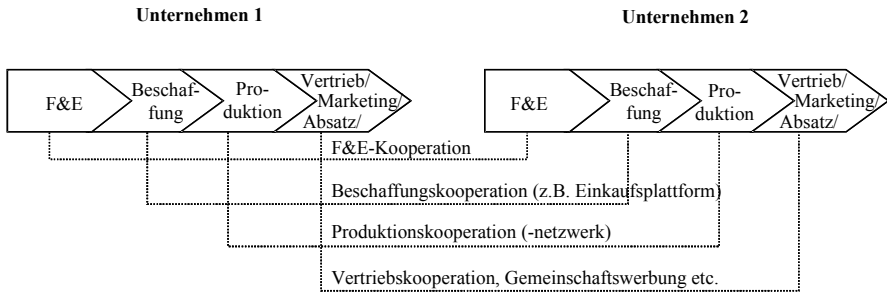 Unternehmen 1
Unternehmen 2
F&E
Beschaf-
fung
Pro-
duktion
Vertrieb/
Marketing/
Absatz/
F&E
Beschaf-
fung
Pro-
duktion
Vertrieb/
Marketing/
Absatz/
F&E-Kooperation
Beschaffungskooperation (z.B. Einkaufsplattform)
Produktionskooperation (-netzwerk)
Vertriebskooperation, Gemeinschaftswerbung etc.